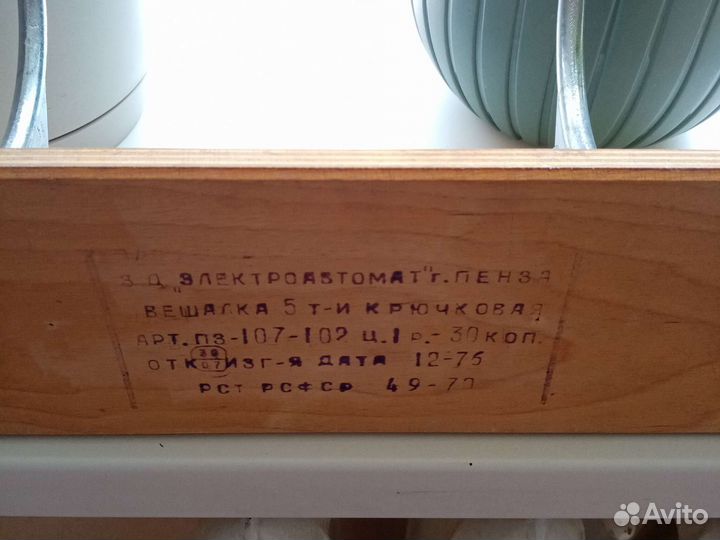 З-Д „ЭЛЕКТРОАВТОМАТ" г. ПЕНЗА
ВЕШАЛКА 5 Т-И КРЮЧКОВАЯ
АРТ. ПЗ-107-102 Ц. 1 р.-30 КОП.
ОТК 38 07 ИЗГ-Я ДАТА 12-75
РСТ РСФСР 49-70
Avito